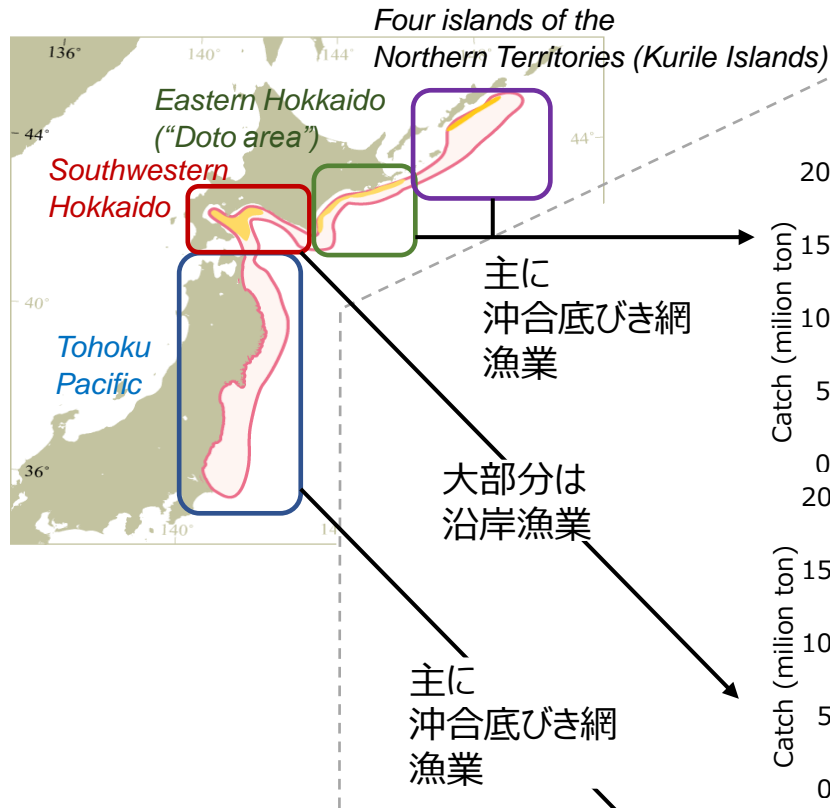 Four islands of the
Northern Territories (Kurile Islands)
136°
140°
144°
Eastern Hokkaido
(“Doto area”)
44°
44°
Southwestern
Hokkaido
主に
沖合底びき網
漁業
40°
Tohoku
Pacific
36°
140°
大部分は
沿岸漁業
主に
沖合底びき網
漁業
20
15
10
5
0
Catch (milion ton)
20
15
10
5
0
Catch (milion ton)